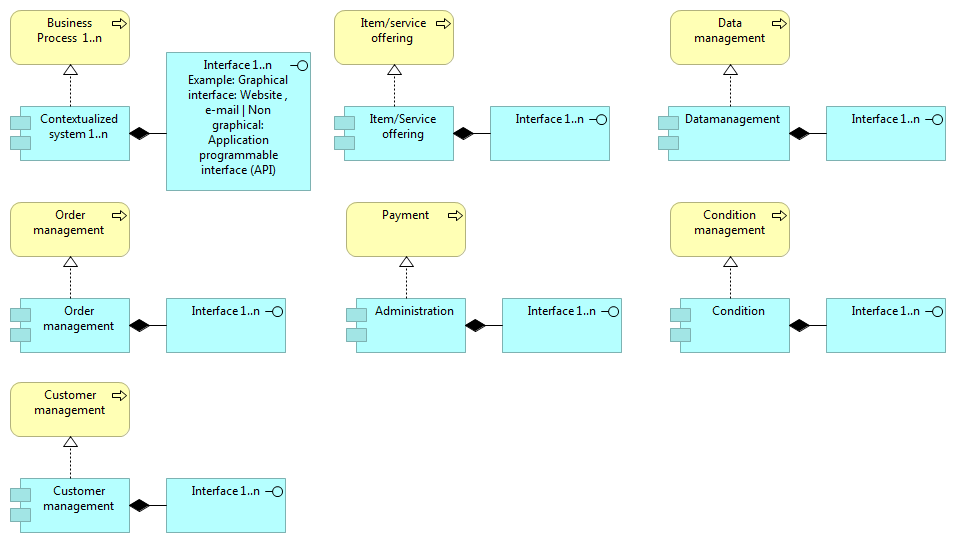 Business
Process 1..n
Item/service
offering
Data
management
Interface 1..n
Example: Graphical
interface: Website ,
e-mail | Non
graphical:
Application
programmable
interface (API)
Contextualized
system 1..n
Item/Service
offering
Interface 1..n
Datamanagement
Interface 1..n
Order
management
Payment
Condition
management
Order
management
Interface 1..n
Administration
Interface 1..n
Condition
Interface 1..n
Customer
management
Customer
management
Interface 1..n